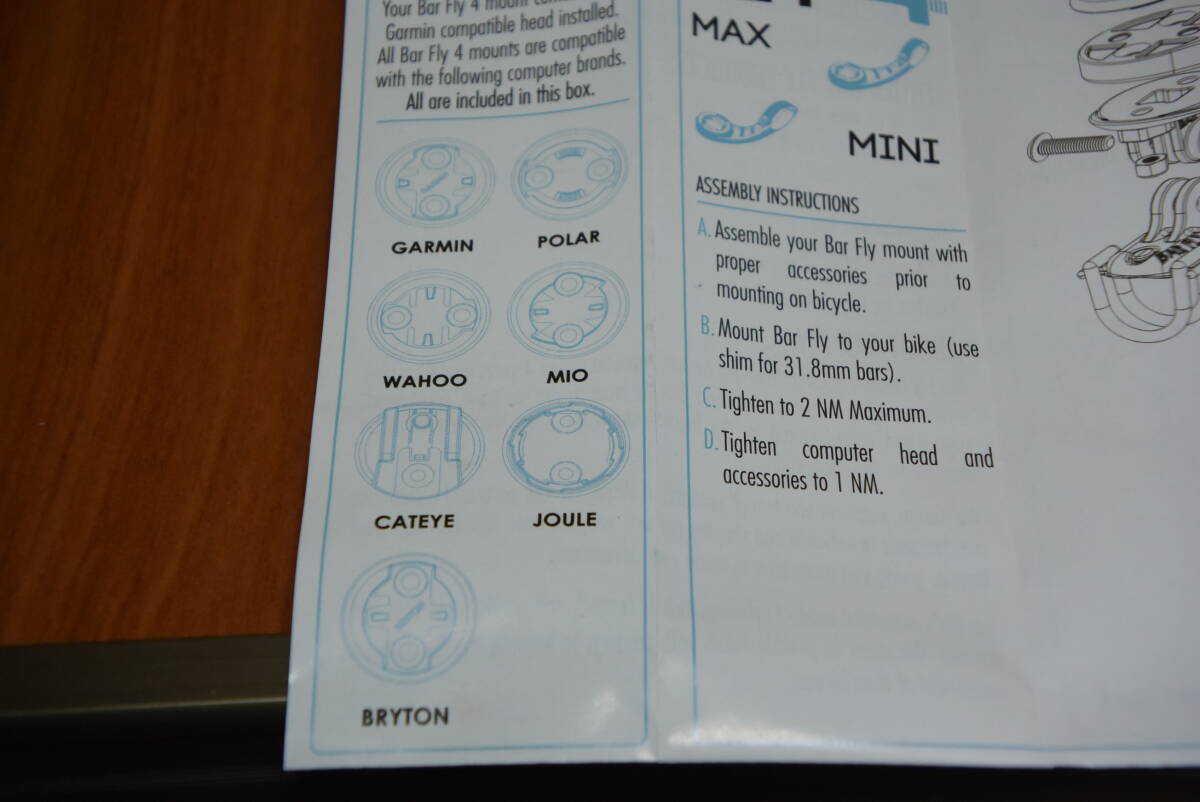 Your Bar Fly 4 mount
Garmin compatible head installed.
All Bar Fly 4 mounts are compatible
with the following computer brands.
All are included in this box.
GARMIN
POLAR
WAHOO
MIO
CATEYE
JOULE
BRYTON
MAX
MINI
ASSEMBLY INSTRUCTIONS
A. Assemble your Bar Fly mount with
proper accessories prior to
mounting on bicycle.
B. Mount Bar Fly to your bike (use
shim for 31.8mm bars).
C. Tighten to 2 NM Maximum.
D. Tighten computer head and
accessories to 1 NM.